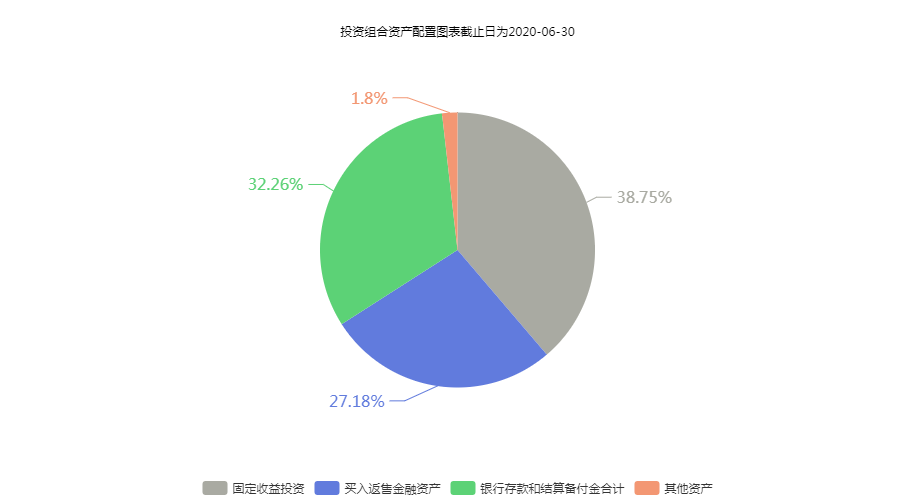 投资组合资产配置图表截止日为2020-06-30
1.8%
32.26%
38.75%
27.18%
固定收益投资 买入返售金融资产 银行存款和结算备付金合计 其他资产